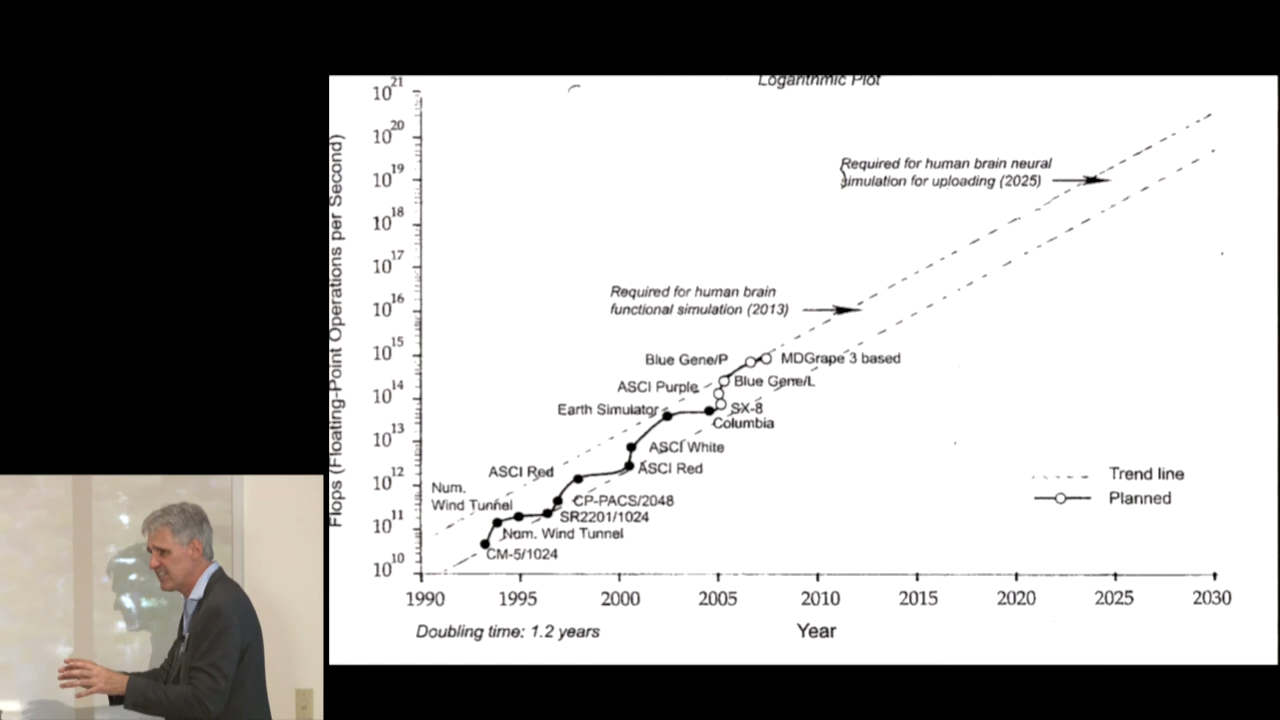 Logarithmic Plot
10^21
10^20
10^19
10^18
10^17
10^16
10^15
10^14
10^13
10^12
10^11
10^10
Flops (Floating-Point Operations per Second)
Required for human brain neural
simulation for uploading (2025)
Required for human brain
functional simulation (2013)
Blue Gene/P
MDGrape 3 based
ASCI Purple
Blue Gene/L
Earth Simulator
SX-8
Columbia
ASCI White
ASCI Red
ASCI Red
Num.
Wind Tunnel
CP-PACS/2048
SR2201/1024
Nam. Wind Tunnel
CM-5/1024
Trend line
Planned
1990 1995 2000 2005 2010 2015 2020 2025 2030
Doubling time: 1.2 years
Year